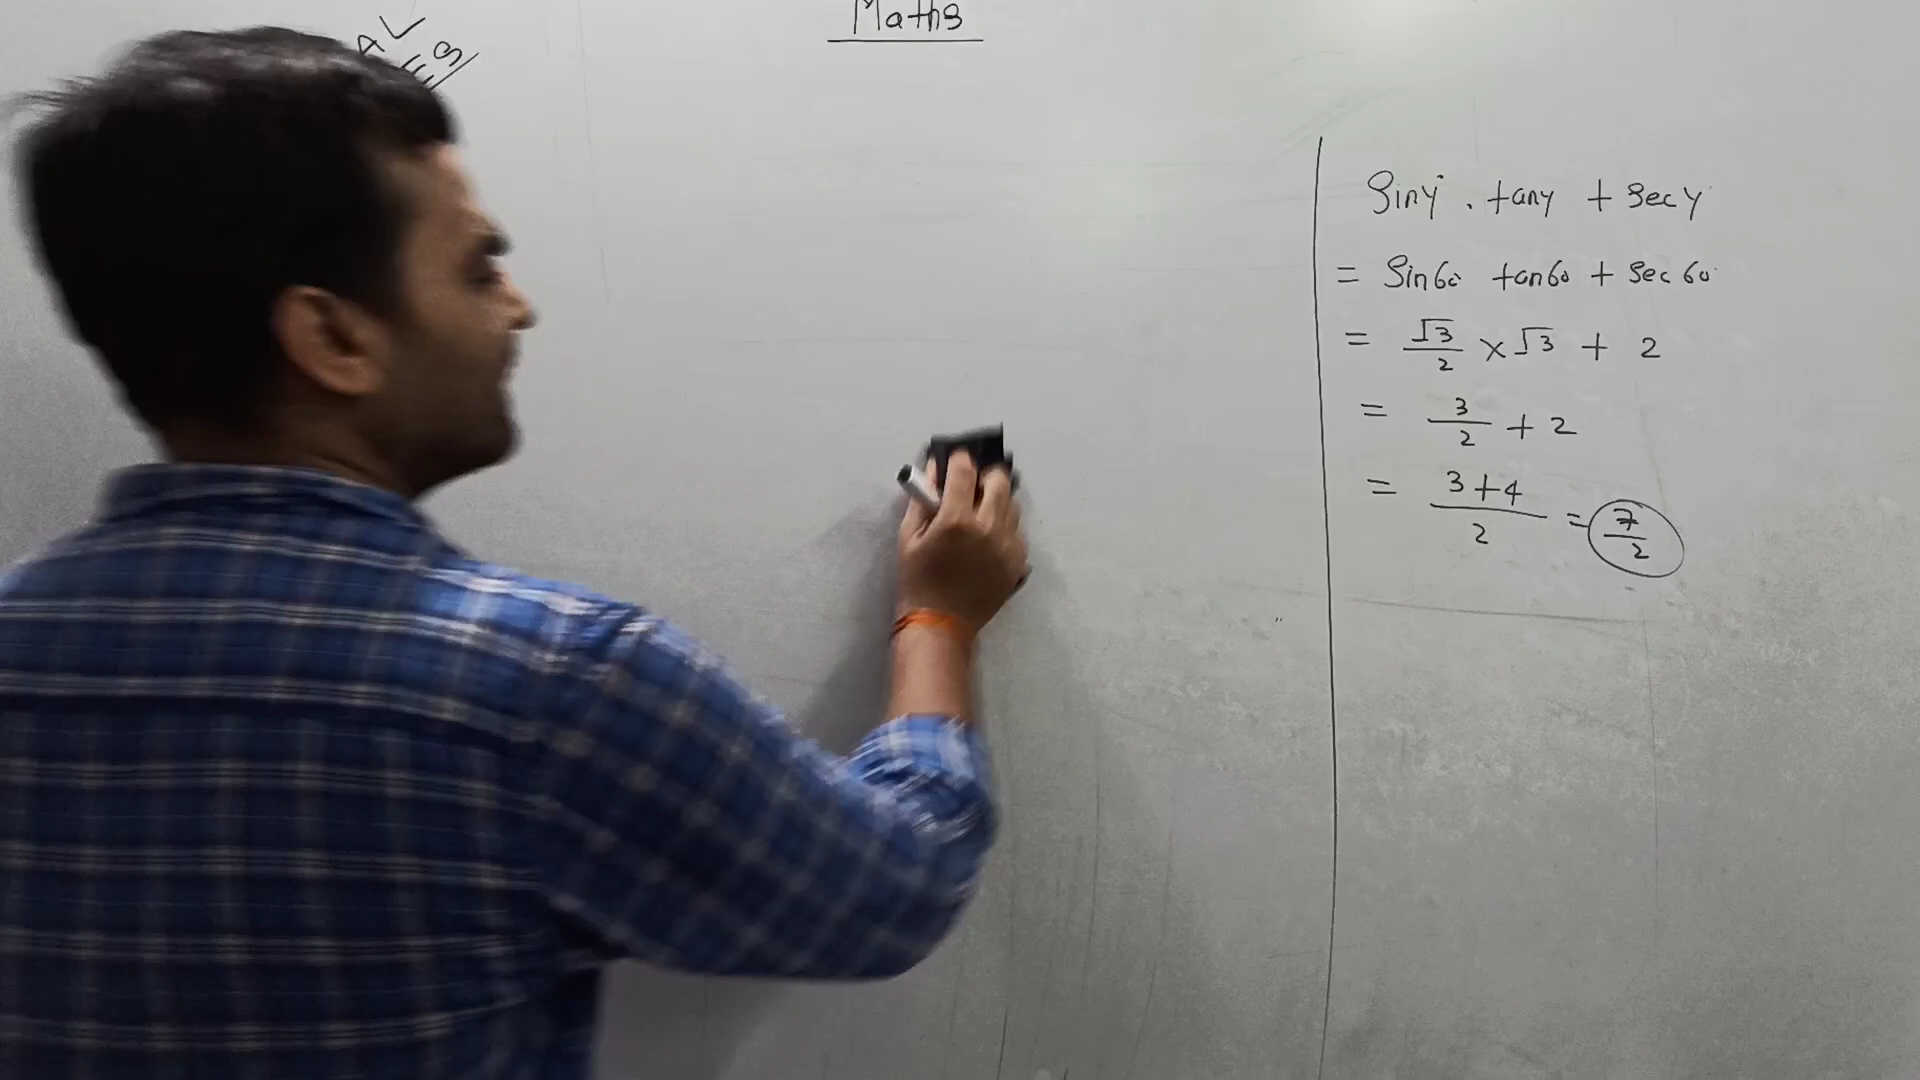 Maths
Siny . tany + Sec y
= Sin60 tan60 + Sec 60
= √3/2 × √3 + 2
= 3/2 + 2
= 3+4/2 = 7/2